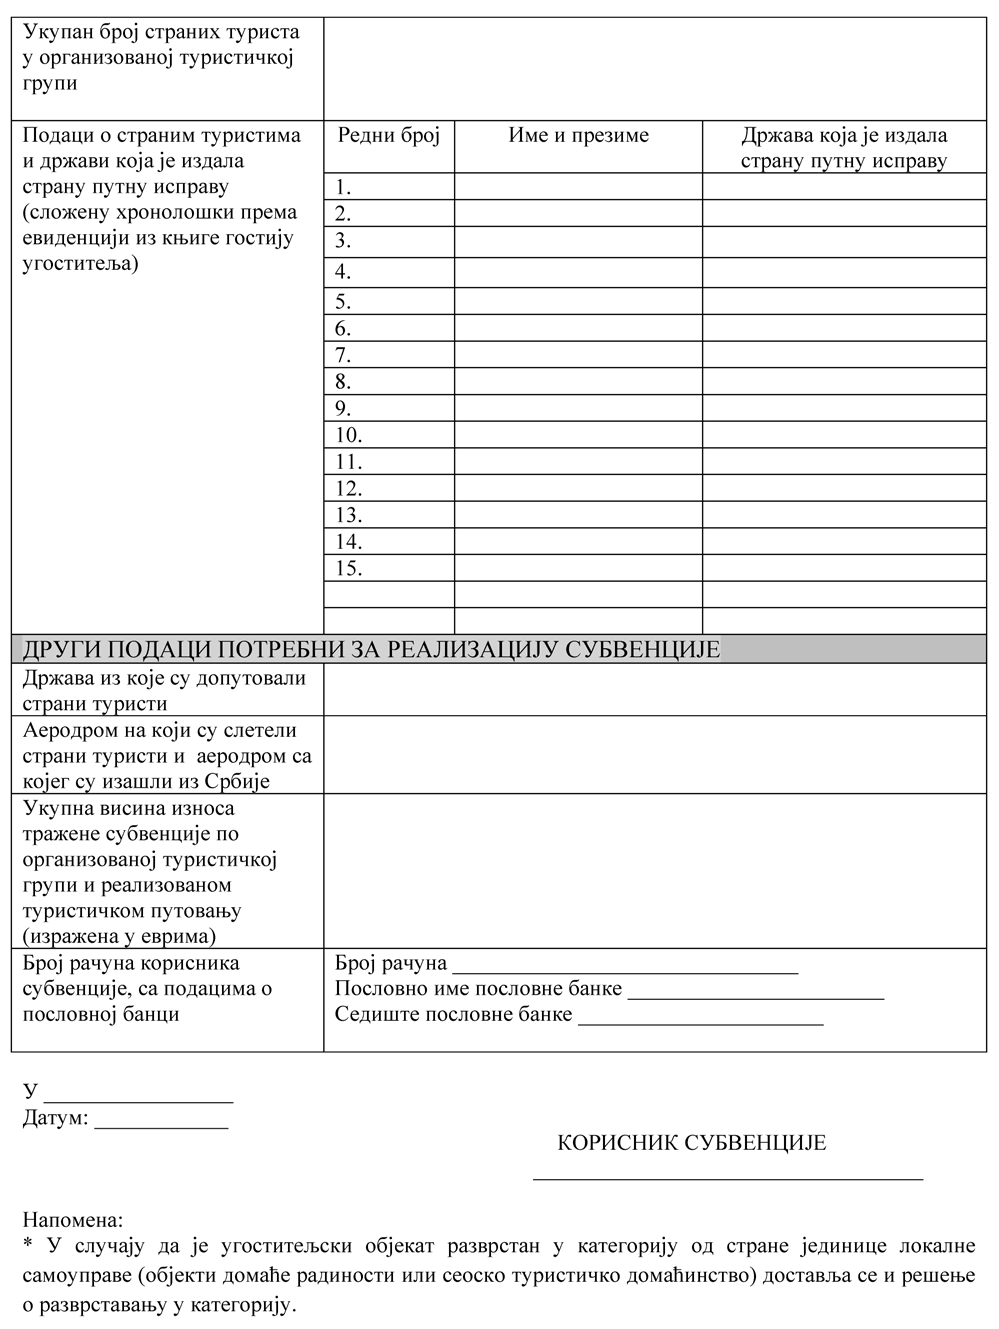 Укупан број страних туриста
у организованој туристичкој
групи
Подаци о страним туристима
и држави која је издала
страну путну исправу
(сложену хронолошки према
евиденцији из књиге гостију
угоститеља)
Редни број
Име и презиме
Држава која је издала
страну путну исправу
1.
2.
3.
4.
5.
6.
7.
8.
9.
10.
11.
12.
13.
14.
15.
ДРУГИ ПОДАЦИ ПОТРЕБНИ ЗА РЕАЛИЗАЦИЈУ СУБВЕНЦИЈЕ
Држава из које су допутовали
страни туристи
Аеродром на који су слетели
страни туристи и аеродром са
којег су изашли из Србије
Укупна висина износа
тражене субвенције по
организованој туристичкој
групи и реализованом
туристичком путовању
(изражена у еврима)
Број рачуна корисника
субвенције, са подацима о
пословној банци
Број рачуна _______________________________
Пословно име пословне банке _______________________
Седиште пословне банке ______________________
У _________________
Датум: ____________
КОРИСНИК СУБВЕНЦИЈЕ
___________________________________
Напомена:
* У случају да је угоститељски објекат разврстан у категорију од стране јединице локалне
самоуправе (објекти домаће радиности или сеоско туристичко домаћинство) доставља се и решење
о разврставању у категорију.